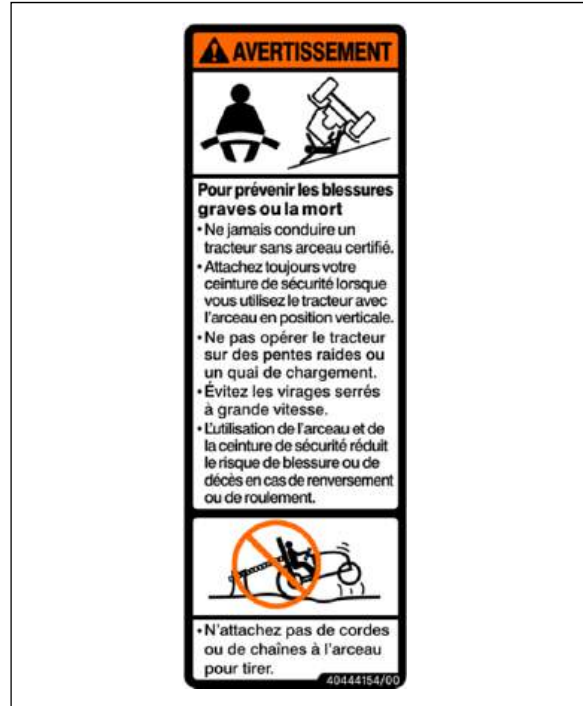 AVERTISSEMENT
Pour prévenir les blessures
graves ou la mort
• Ne jamais conduire un
tracteur sans arceau certifié.
• Attachez toujours votre
ceinture de sécurité lorsque
vous utilisez le tracteur avec
l'arceau en position verticale.
• Ne pas opérer le tracteur
sur des pentes raides ou
un quai de chargement.
• Évitez les virages serrés
à grande vitesse.
• L'utilisation de l'arceau et de
la ceinture de sécurité réduit
le risque de blessure ou de
décès en cas de renversement
ou de roulement.
• N'attachez pas de cordes
ou de chaînes à l'arceau
pour tirer.
40444154/00